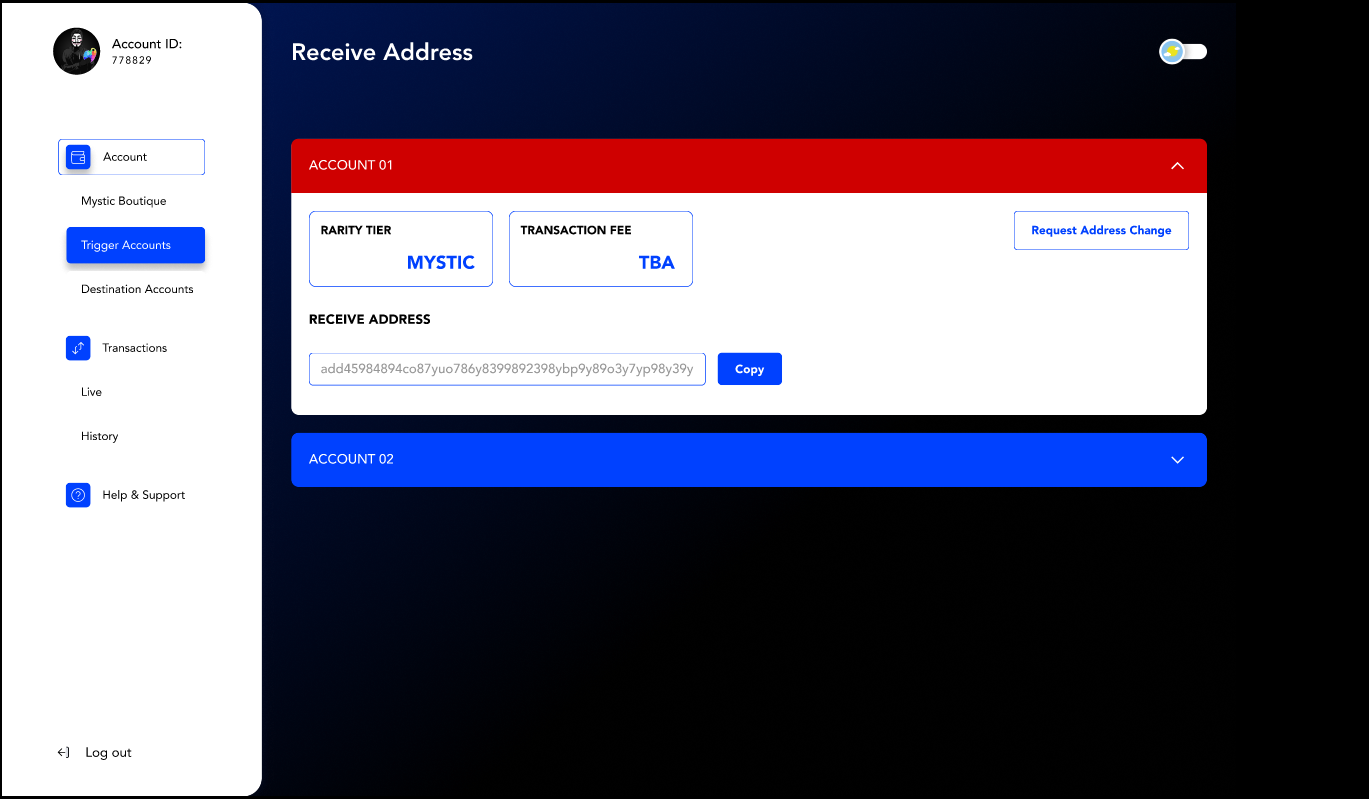 Account ID:
778829
Account
Mystic Boutique
Trigger Accounts
Destination Accounts
Transactions
Live
History
Help & Support
Log out
Receive Address
ACCOUNT 01
RARITY TIER
MYSTIC
TRANSACTION FEE
TBA
Request Address Change
RECEIVE ADDRESS
add45984894co87yuo786y8399892398ybp9y89o3y7yp98y39y
Copy
ACCOUNT 02